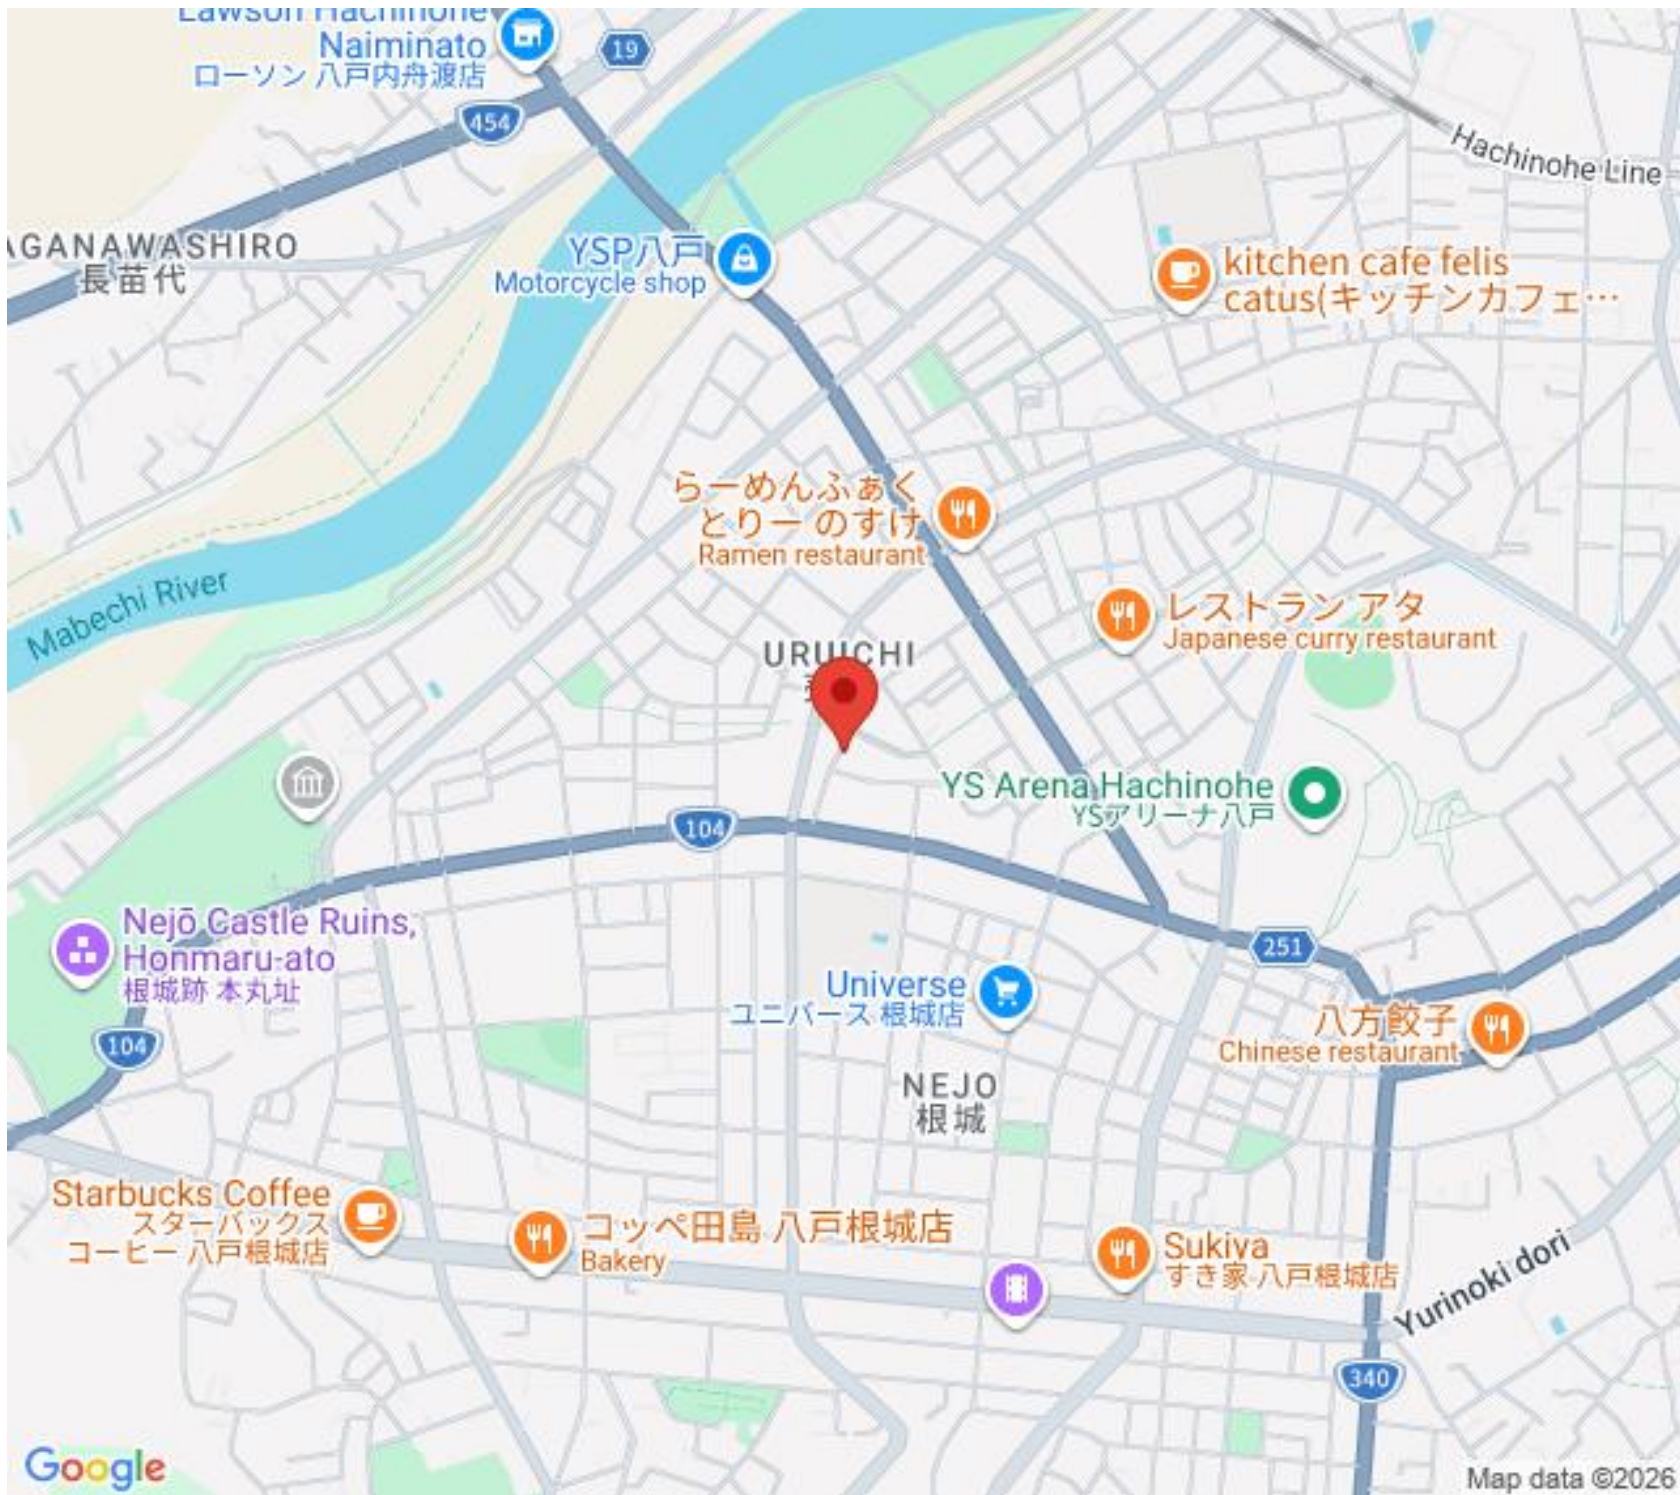 Lawson Hachinohe
Naiminato
ローソン 八戸内舟渡店
19
454
Hachinohe Line
AGANAWASHIRO
長苗代
YSP八戸
Motorcycle shop
kitchen cafe felis
catus(キッチンカフェ…
らーめんふぁく
とりー のすけ
Ramen restaurant
Mabechi River
レストラン アタ
Japanese curry restaurant
URUICHI
YS Arena Hachinohe
YSアリーナ八戸
104
Nejō Castle Ruins,
Honmaru-ato
根城跡 本丸址
251
Universe
ユニバース 根城店
104
八方餃子
Chinese restaurant
NEJO
根城
Starbucks Coffee
スターバックス
コーヒー 八戸根城店
コッペ田島 八戸根城店
Bakery
Sukiya
すき家 八戸根城店
Yurinoki dori
340
Google
Map data ©2026